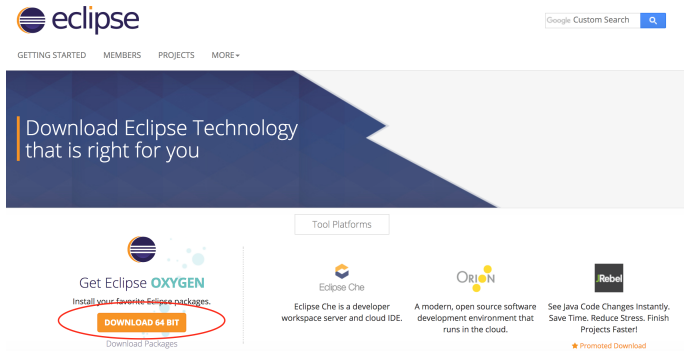 eclipse
Google Custom Search
GETTING STARTED MEMBERS PROJECTS MORE
Download Eclipse Technology
that is right for you
Tool Platforms
Get Eclipse OXYGEN
Install your favorite Eclipse packages.
DOWNLOAD 64 BIT
Download Packages
Eclipse Che
Eclipse Che is a developer
workspace server and cloud IDE.
ORION
A modern, open source software
development environment that
runs in the cloud.
JRebel
See Java Code Changes Instantly.
Save Time. Reduce Stress. Finish
Projects Faster!
Promoted Download